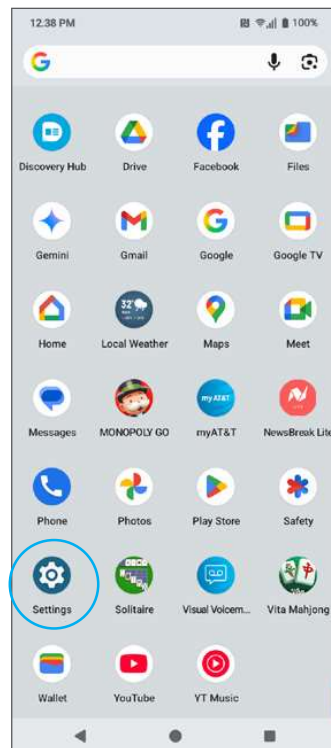 12.38 PM 100%
G
Discovery Hub Drive Facebook Files
Gemini Gmail Google Google TV
32°
Home Local Weather Maps Meet
myAT&T
Messages MONOPOLY GO myAT&T NewsBreak Lite
Phone Photos Play Store Safety
Settings Solitaire Visual Voicem... Vita Mahjong
Wallet YouTube YT Music